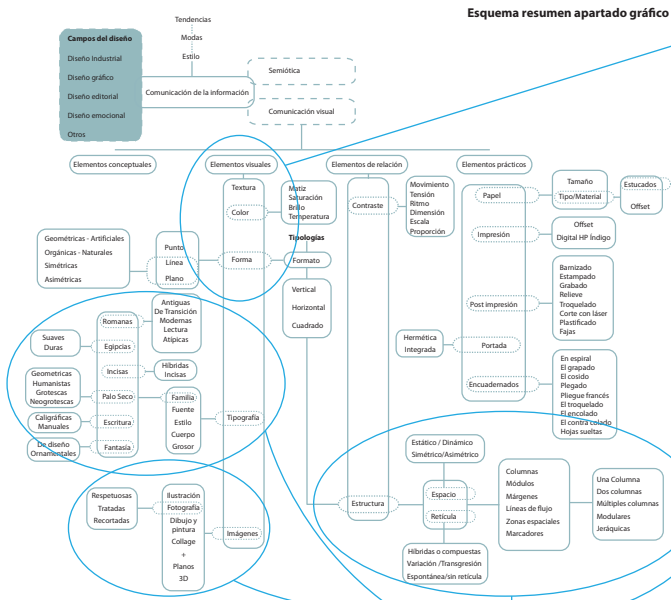 Esquema resumen apartado gráfico
Tendencias
Modas
Estilo
Campos del diseño
Diseño Industrial
Diseño gráfico
Diseño editorial
Diseño emocional
Otros
Comunicación de la información
Semiótica
Comunicación visual
Elementos conceptuales
Elementos visuales
Elementos de relación
Elementos prácticos
Textura
Color
Forma
Matiz
Saturación
Brillo
Temperatura
Tipologías
Formato
Vertical
Horizontal
Cuadrado
Punto
Línea
Plano
Geométricas - Artificiales
Orgánicas - Naturales
Simétricas
Asimétricas
Contraste
Movimiento
Tensión
Ritmo
Dimensión
Escala
Proporción
Papel
Tamaño
Tipo/Material
Estucados
Offset
Impresión
Offset
Digital HP Índigo
Post impresión
Barnizado
Estampado
Grabado
Relieve
Troquelado
Corte con láser
Plastificado
Fajas
Hermética
Integrada
Portada
Encuadernados
En espiral
El grapado
El cosido
Plegado
Pliegue francés
El troquelado
El encolado
El contra colado
Hojas sueltas
Romanas
Antiguas
De Transición
Modernas
Lectura
Atípicas
Suaves
Duras
Egipcias
Incisas
Híbridas
Incisas
Geometricas
Humanistas
Grotescas
Neogrotescas
Palo Seco
Caligráficas
Manuales
Escritura
De diseño
Ornamentales
Fantasía
Familia
Fuente
Estilo
Cuerpo
Grosor
Tipografía
Respetuosas
Tratadas
Recortadas
Ilustración
Fotografía
Dibujo y
pintura
Collage
+
Planos
3D
Imágenes
Estructura
Estático / Dinámico
Simétrico/Asimétrico
Espacio
Retícula
Híbridas o compuestas
Variación /Transgresión
Espontánea/sin retícula
Columnas
Módulos
Márgenes
Líneas de flujo
Zonas espaciales
Marcadores
Una Columna
Dos columnas
Múltiples columnas
Modulares
Jeráquicas